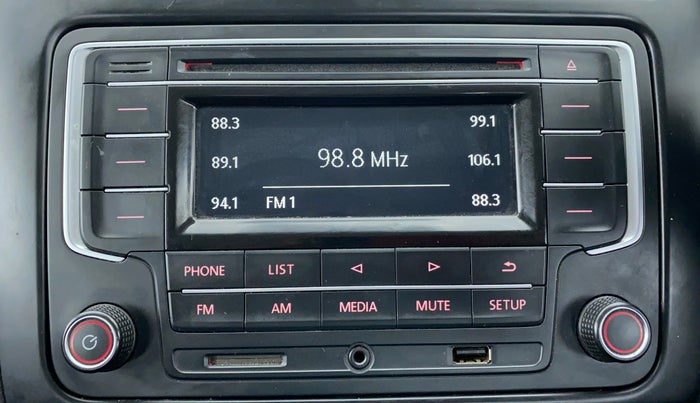 88.3 99.1
89.1 98.8 MHz 106.1
94.1 FM 1 88.3
PHONE LIST
FM AM MEDIA MUTE SETUP